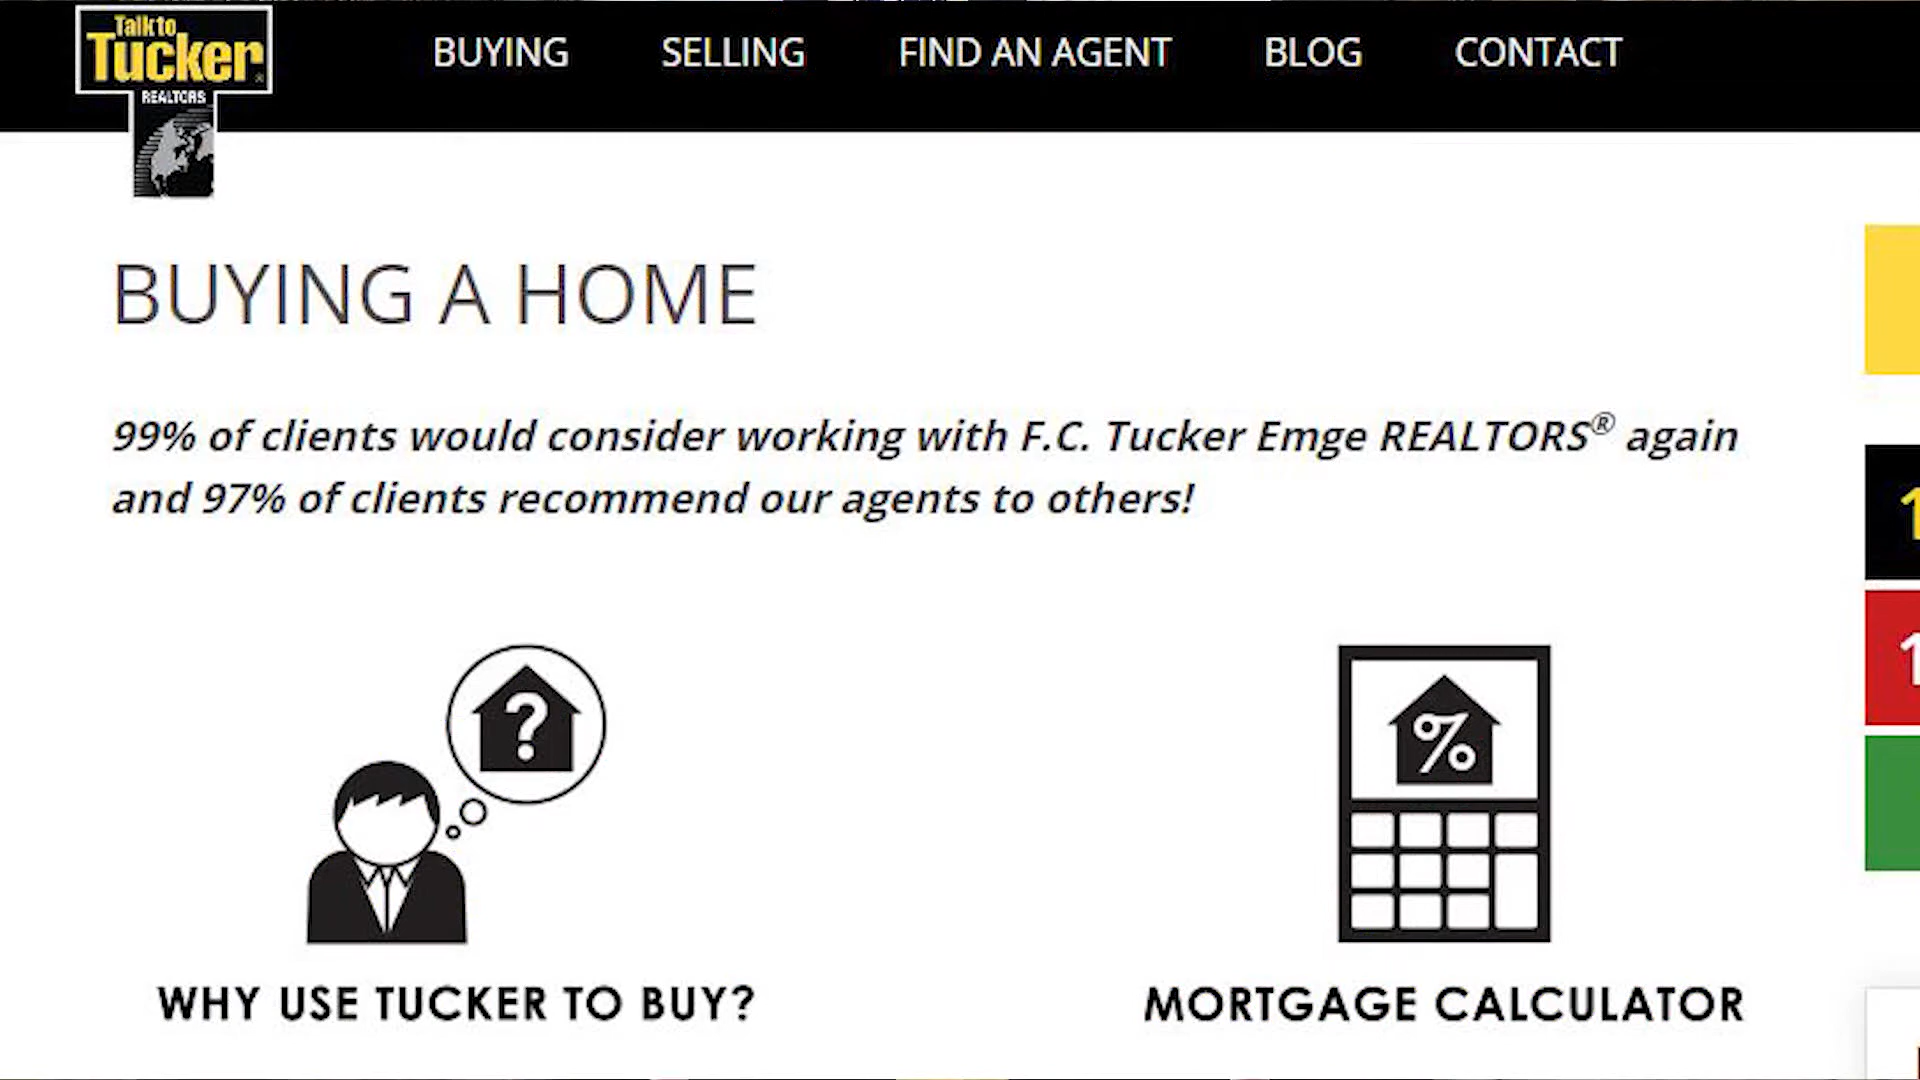 Talk to
Tucker
REALTORS
BUYING SELLING FIND AN AGENT BLOG CONTACT
BUYING A HOME
99% of clients would consider working with F.C. Tucker Emge REALTORS® again
and 97% of clients recommend our agents to others!
?
%
WHY USE TUCKER TO BUY?
MORTGAGE CALCULATOR